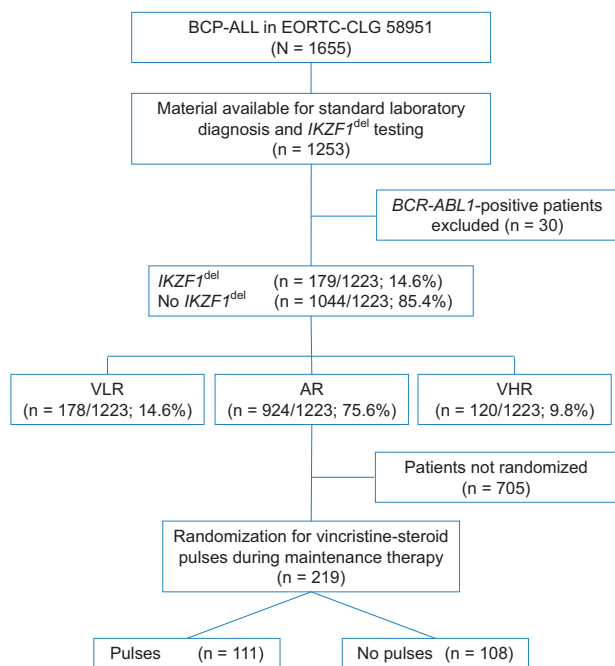 BCP-ALL in EORTC-CLG 58951
(N = 1655)
Material available for standard laboratory
diagnosis and IKZF1del testing
(n = 1253)
BCR-ABL1-positive patients
excluded (n = 30)
IKZF1del (n = 179/1223; 14.6%)
No IKZF1del (n = 1044/1223; 85.4%)
VLR
(n = 178/1223; 14.6%)
AR
(n = 924/1223; 75.6%)
VHR
(n = 120/1223; 9.8%)
Patients not randomized
(n = 705)
Randomization for vincristine-steroid
pulses during maintenance therapy
(n = 219)
Pulses (n = 111)
No pulses (n = 108)